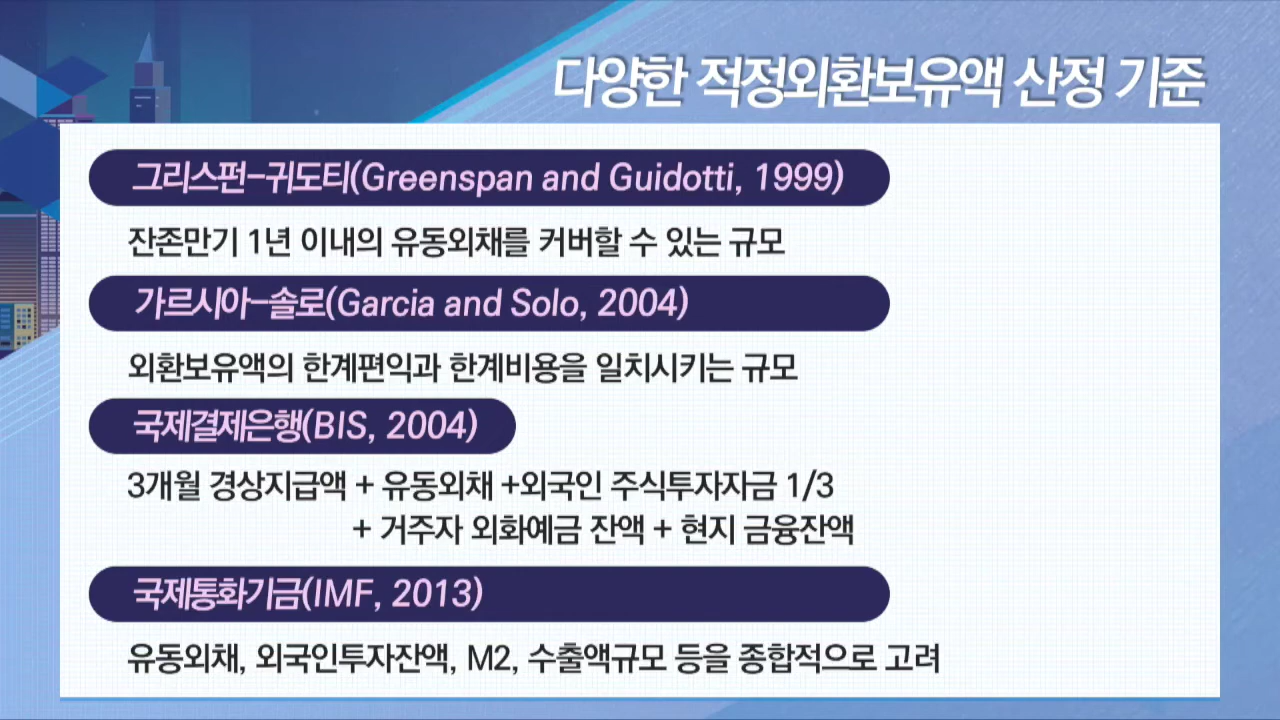 다양한 적정외환보유액 산정 기준
그리스펀-귀도티(Greenspan and Guidotti, 1999)
잔존만기 1년 이내의 유동외채를 커버할 수 있는 규모
가르시아-솔로(Garcia and Solo, 2004)
외환보유액의 한계편익과 한계비용을 일치시키는 규모
국제결제은행(BIS, 2004)
3개월 경상지급액 + 유동외채 +외국인 주식투자자금 1/3
+ 거주자 외화예금 잔액 + 현지 금융잔액
국제통화기금(IMF, 2013)
유동외채, 외국인투자잔액, M2, 수출액규모 등을 종합적으로 고려